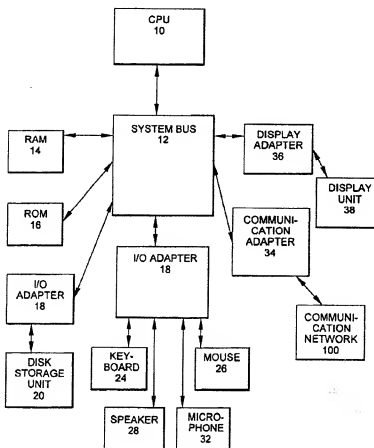 CPU
10
SYSTEM BUS
12
RAM
14
DISPLAY
ADAPTER
36
DISPLAY
UNIT
38
ROM
16
COMMUNI-
CATION
ADAPTER
34
I/O
ADAPTER
18
I/O ADAPTER
18
COMMUNI-
CATION
NETWORK
100
DISK
STORAGE
UNIT
20
KEY-
BOARD
24
MOUSE
26
SPEAKER
28
MICRO-
PHONE
32